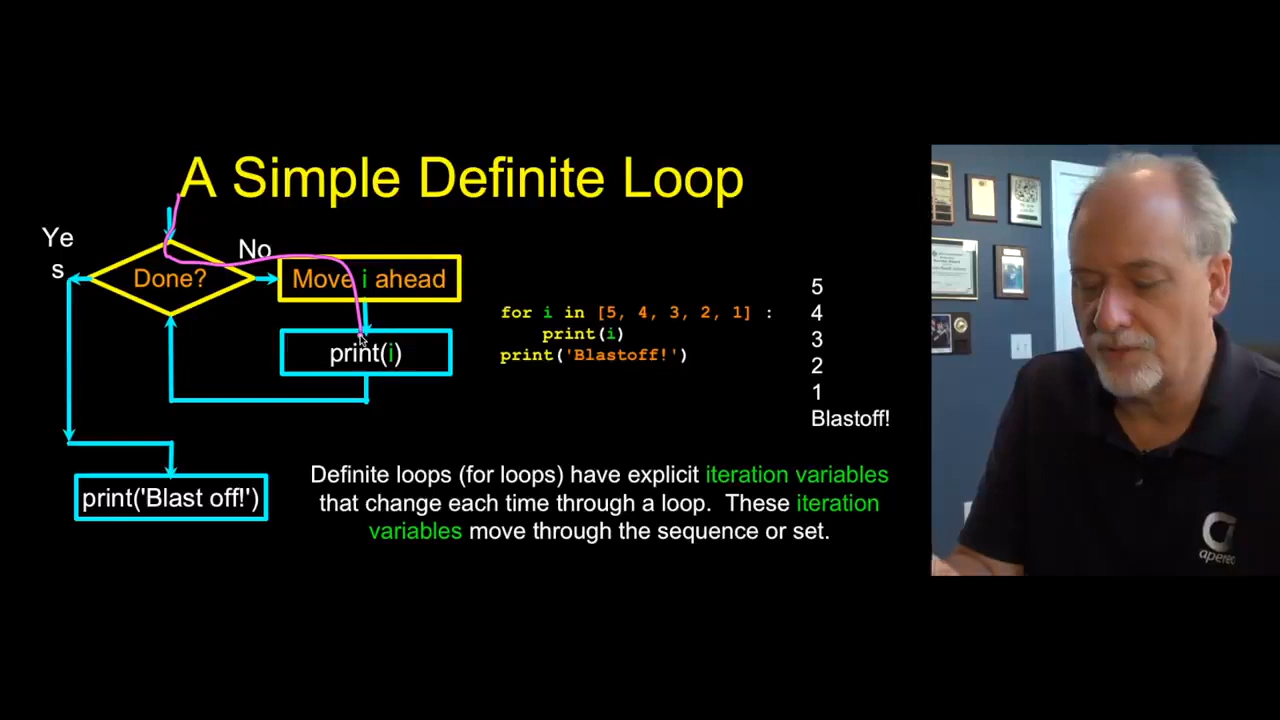 A Simple Definite Loop
Ye
s
No
Done?
Move i ahead
print(i)
print('Blast off!')
for i in [5, 4, 3, 2, 1] :
    print(i)
print('Blastoff!')
5
4
3
2
1
Blastoff!
Definite loops (for loops) have explicit iteration variables
that change each time through a loop.  These iteration
variables move through the sequence or set.